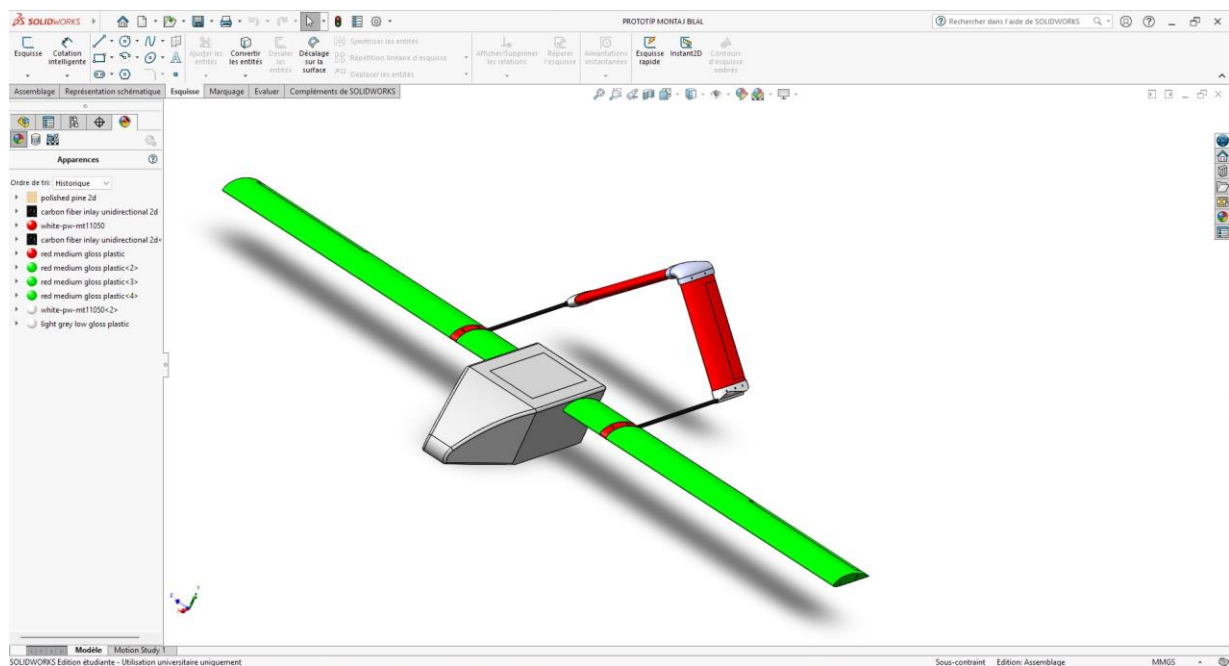 SOLIDWORKS
PROTOTİP MONTAJ BILAL
Rechercher dans l'aide de SOLIDWORKS
Esquisse
Cotation intelligente
Ajuster les entités
Convertir les entités
Décaler les entités
Décalage sur la surface
Symétriser les entités
Répétition linéaire d'esquisse
Déplacer les entités
Afficher/Supprimer les relations
Réparer l'esquisse
Aimantations instantanées
Esquisse rapide
Instant2D
Contours d'esquisse ombrés
Assemblage
Représentation schématique
Esquisse
Marquage
Evaluer
Compléments de SOLIDWORKS
Apparences
Ordre de tri: Historique
polished pine 2d
carbon fiber inlay unidirectional 2d
white-pw-mt11050
carbon fiber inlay unidirectional 2d<
red medium gloss plastic
red medium gloss plastic<2>
red medium gloss plastic<3>
red medium gloss plastic<4>
white-pw-mt11050<2>
light grey low gloss plastic
Modèle
Motion Study 1
SOLIDWORKS Edition étudiante - Utilisation universitaire uniquement
Sous-contraint
Edition: Assemblage
MMGS